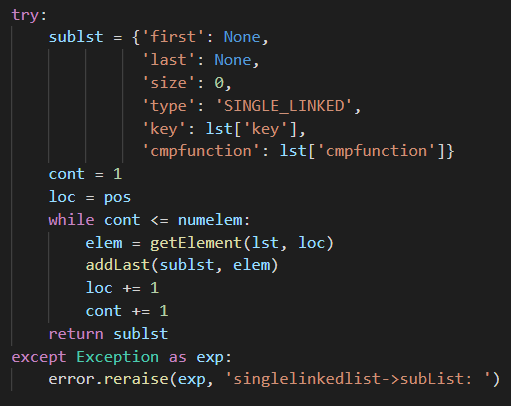 try:
    sublst = {'first': None,
              'last': None,
              'size': 0,
              'type': 'SINGLE_LINKED',
              'key': lst['key'],
              'cmpfunction': lst['cmpfunction']}
    cont = 1
    loc = pos
    while cont <= numelem:
        elem = getElement(lst, loc)
        addLast(sublst, elem)
        loc += 1
        cont += 1
    return sublst
except Exception as exp:
    error.reraise(exp, 'singlelinkedlist->subList: ')